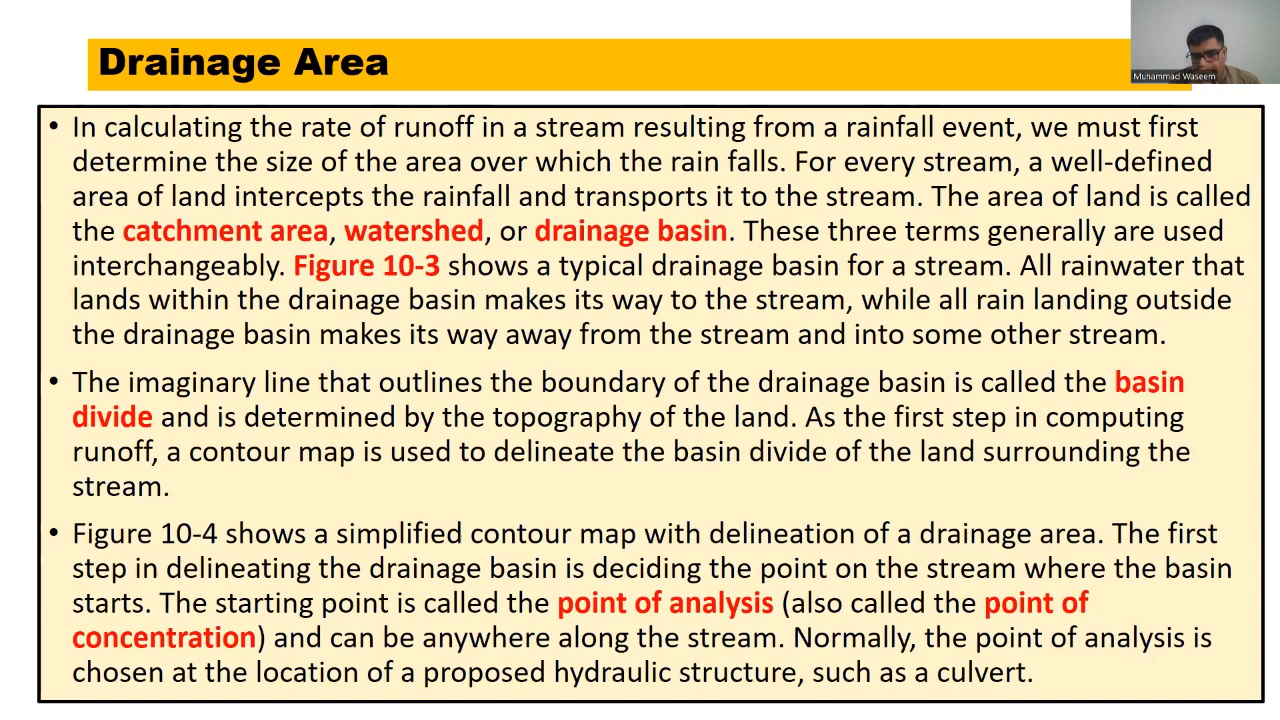 Drainage Area
Muhammad Waseem
• In calculating the rate of runoff in a stream resulting from a rainfall event, we must first
determine the size of the area over which the rain falls. For every stream, a well-defined
area of land intercepts the rainfall and transports it to the stream. The area of land is called
the catchment area, watershed, or drainage basin. These three terms generally are used
interchangeably. Figure 10-3 shows a typical drainage basin for a stream. All rainwater that
lands within the drainage basin makes its way to the stream, while all rain landing outside
the drainage basin makes its way away from the stream and into some other stream.
• The imaginary line that outlines the boundary of the drainage basin is called the basin
divide and is determined by the topography of the land. As the first step in computing
runoff, a contour map is used to delineate the basin divide of the land surrounding the
stream.
• Figure 10-4 shows a simplified contour map with delineation of a drainage area. The first
step in delineating the drainage basin is deciding the point on the stream where the basin
starts. The starting point is called the point of analysis (also called the point of
concentration) and can be anywhere along the stream. Normally, the point of analysis is
chosen at the location of a proposed hydraulic structure, such as a culvert.